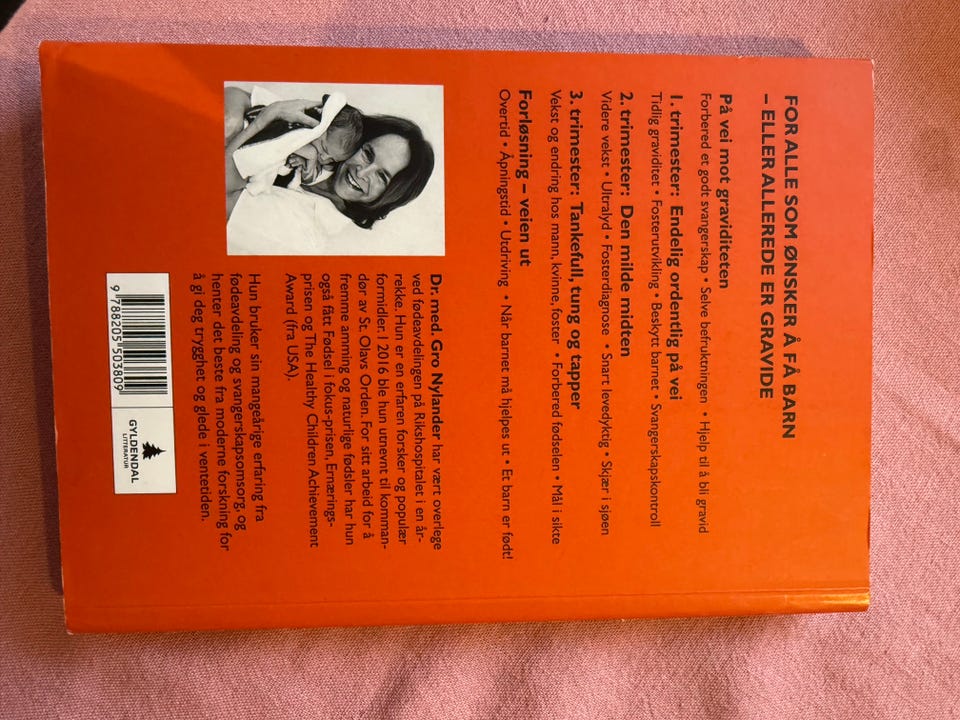 FOR ALLE SOM ØNSKER Å FÅ BARN
– ELLER ALLEREDE ER GRAVIDE
På vei mot graviditeten
Forbered et godt svangerskap • Selve befruktningen • Hjelp til å bli gravid
1. trimester: Endelig ordentlig på vei
Tidlig graviditet • Fosterutvikling • Beskytt barnet • Svangerskapskontroll
2. trimester: Den milde midten
Videre vekst • Ultralyd • Fosterdiagnose • Snart levedyktig • Skjær i sjøen
3. trimester: Tankefull, tung og tapper
Vekst og endring hos mann, kvinne, foster • Forbered fødselen • Mål i sikte
Forløsning – veien ut
Overtid • Åpningstid • Utdriving • Når barnet må hjelpes ut • Et barn er født!
Dr. med. Gro Nylander har vært overlege
ved fødeavdelingen på Rikshospitalet i en år-
rekke. Hun er en erfaren forsker og populær
formidler. I 2016 ble hun utnevnt til komman-
dør av St. Olavs Orden. For sitt arbeid for å
fremme amming og naturlige fødsler har hun
også fått Fødsel i fokus-prisen, Ernærings-
prisen og The Healthy Children Achievement
Award (fra USA).
Hun bruker sin mangeårige erfaring fra
fødeavdeling og svangerskapsomsorg, og
henter det beste fra moderne forskning for
å gi deg trygghet og glede i ventetiden.
9 788205 503809
GYLDENDAL
LITTERATUR